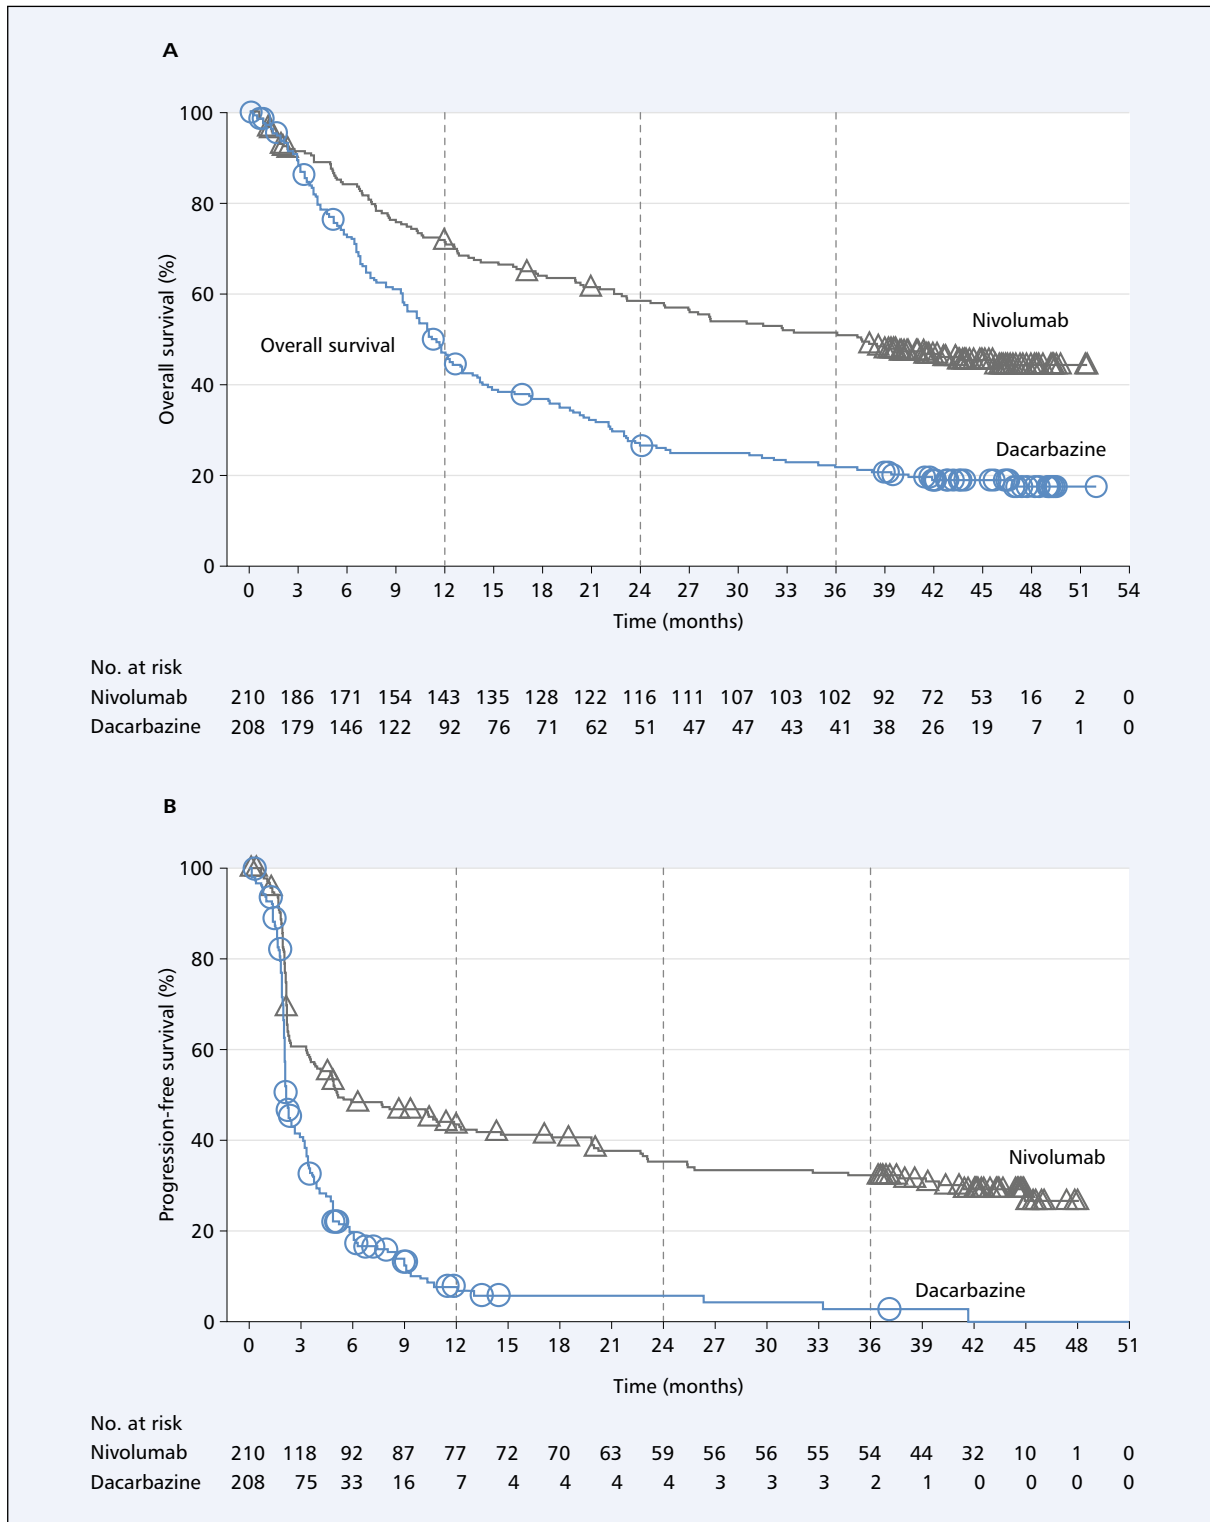 A
Overall survival (%)
100
80
60
40
20
0
Nivolumab
Overall survival
Dacarbazine
0 3 6 9 12 15 18 21 24 27 30 33 36 39 42 45 48 51 54
Time (months)
No. at risk
Nivolumab 210 186 171 154 143 135 128 122 116 111 107 103 102 92 72 53 16 2 0
Dacarbazine 208 179 146 122 92 76 71 62 51 47 47 43 41 38 26 19 7 1 0
B
Progression-free survival (%)
100
80
60
40
20
0
Nivolumab
Dacarbazine
0 3 6 9 12 15 18 21 24 27 30 33 36 39 42 45 48 51
Time (months)
No. at risk
Nivolumab 210 118 92 87 77 72 70 63 59 56 56 55 54 44 32 10 1 0
Dacarbazine 208 75 33 16 7 4 4 4 4 3 3 3 2 1 0 0 0 0